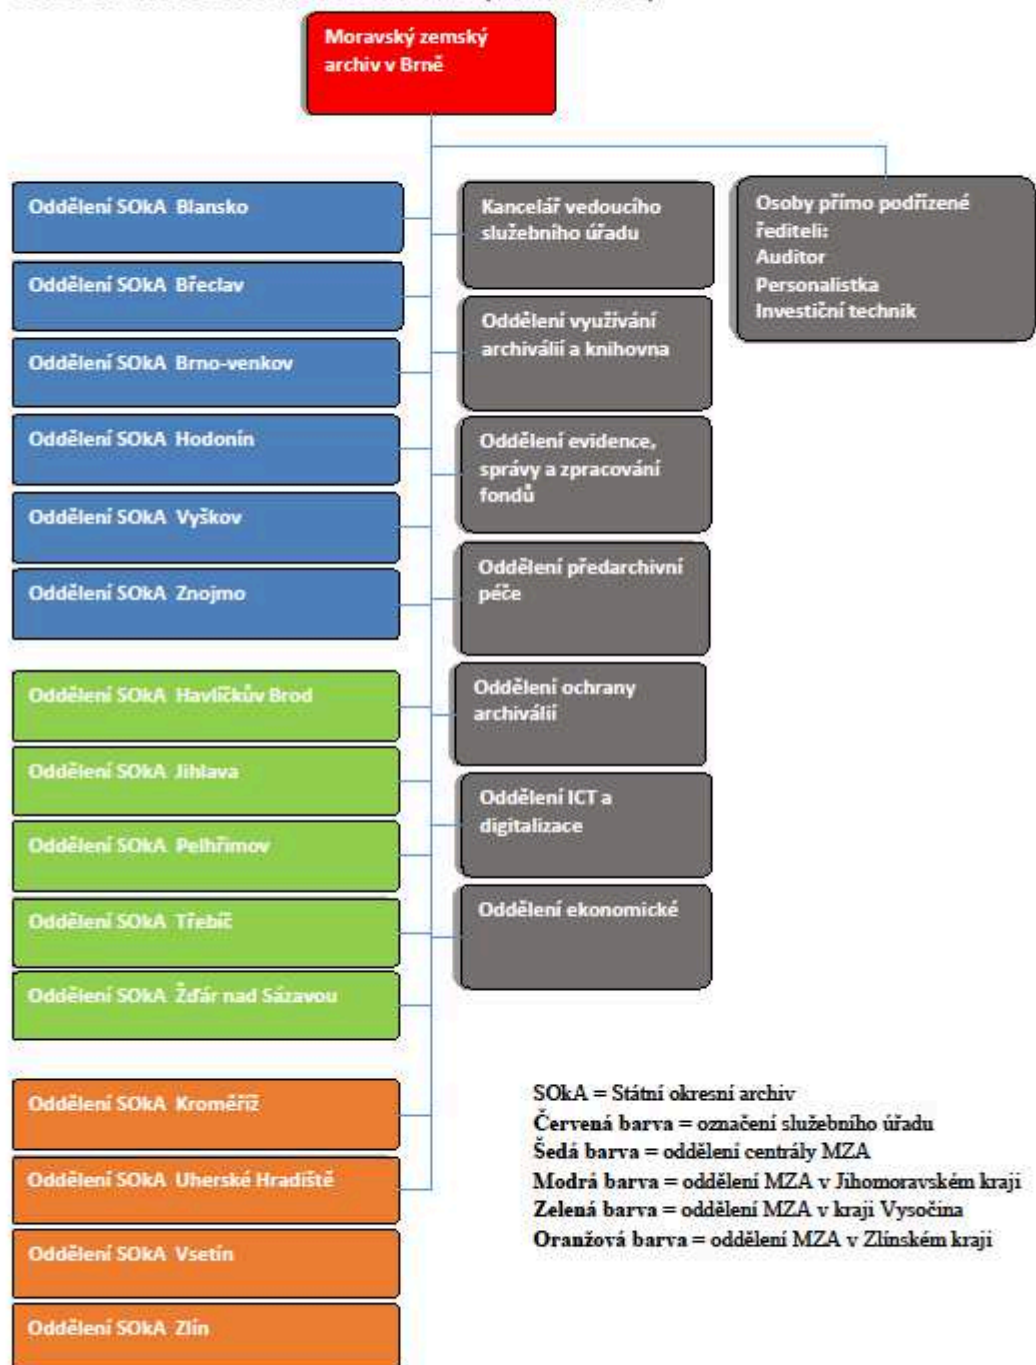 Moravský zemský
archiv v Brně
Oddělení SOkA Blansko
Oddělení SOkA Břeclav
Oddělení SOkA Brno-venkov
Oddělení SOkA Hodonín
Oddělení SOkA Vyškov
Oddělení SOkA Znojmo
Oddělení SOkA Havlíčkův Brod
Oddělení SOkA Jihlava
Oddělení SOkA Pelhřimov
Oddělení SOkA Třebíč
Oddělení SOkA Žďár nad Sázavou
Oddělení SOkA Kroměříž
Oddělení SOkA Uherské Hradiště
Oddělení SOkA Vsetín
Oddělení SOkA Zlín
Kancelář vedoucího
služebního úřadu
Oddělení využívání
archiválií a knihovna
Oddělení evidence,
správy a zpracování
fondů
Oddělení předarchivní
péče
Oddělení ochrany
archiválií
Oddělení ICT a
digitalizace
Oddělení ekonomické
Osoby přímo podřízené
řediteli:
Auditor
Personalistka
Investiční technik
SOkA = Státní okresní archiv
Červená barva = označení služebního úřadu
Šedá barva = oddělení centrály MZA
Modrá barva = oddělení MZA v Jihomoravském kraji
Zelená barva = oddělení MZA v kraji Vysočina
Oranžová barva = oddělení MZA v Zlínském kraji